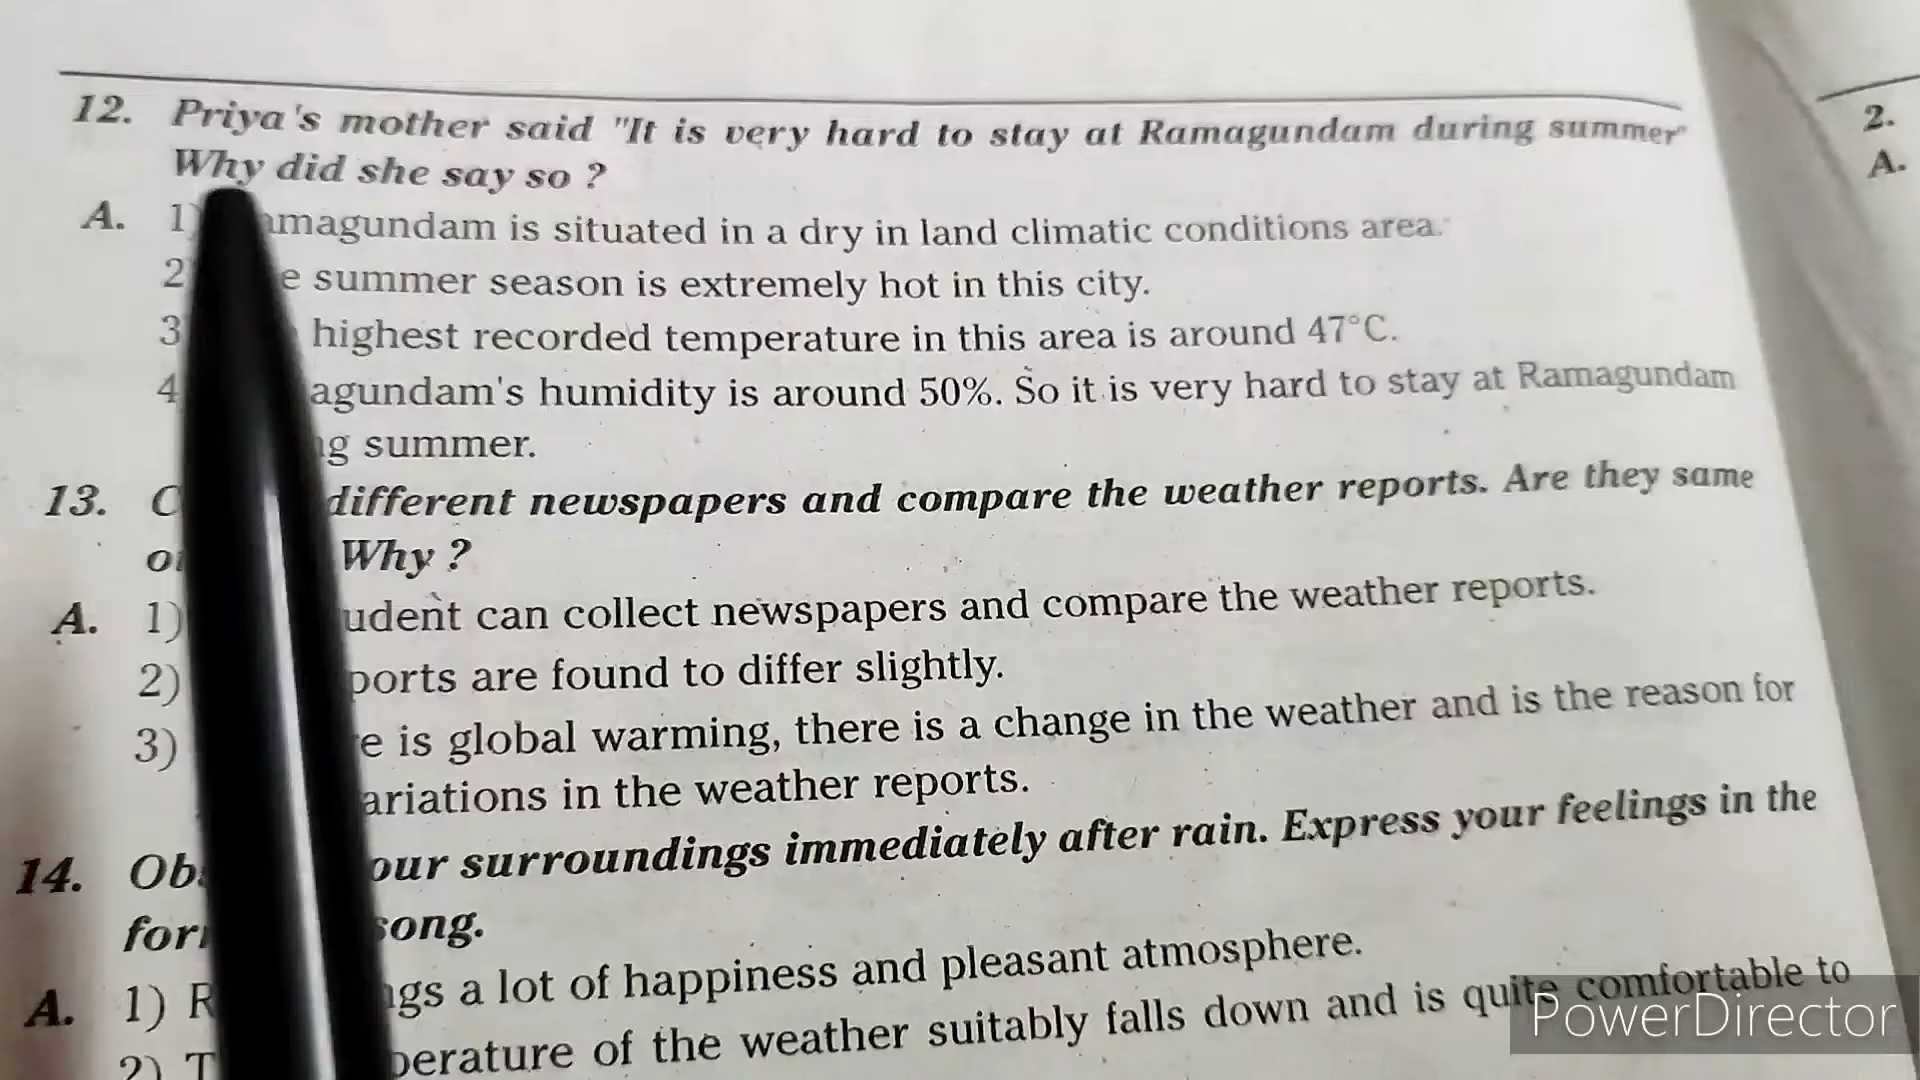 12. Priya's mother said "It is very hard to stay at Ramagundam during summer"
Why did she say so ?
A. 1) amagundam is situated in a dry in land climatic conditions area.
2 e summer season is extremely hot in this city.
3 highest recorded temperature in this area is around 47°C.
4 agundam's humidity is around 50%. So it is very hard to stay at Ramagundam
g summer.
13. C different newspapers and compare the weather reports. Are they same
Why ?
A. 1) udent can collect newspapers and compare the weather reports.
2) ports are found to differ slightly.
3) e is global warming, there is a change in the weather and is the reason for
ariations in the weather reports.
14. Ob our surroundings immediately after rain. Express your feelings in the
for song.
A. 1) R gs a lot of happiness and pleasant atmosphere.
2) T perature of the weather suitably falls down and is quite comfortable to
2.
A.
PowerDirector